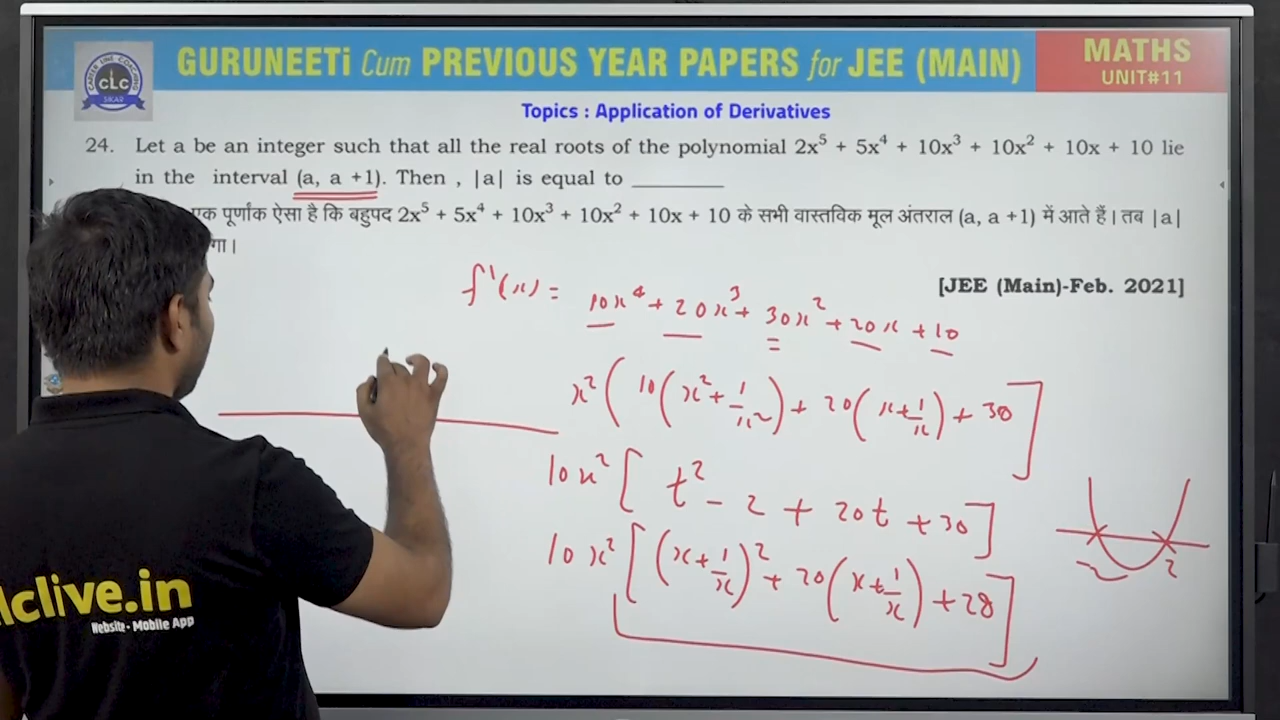 GURUNEETi Cum PREVIOUS YEAR PAPERS for JEE (MAIN)
MATHS
UNIT#11
CLC
SIKAR
Topics : Application of Derivatives
24. Let a be an integer such that all the real roots of the polynomial 2x⁵ + 5x⁴ + 10x³ + 10x² + 10x + 10 lie
in the interval (a, a +1). Then , |a| is equal to ________
एक पूर्णांक ऐसा है कि बहुपद 2x⁵ + 5x⁴ + 10x³ + 10x² + 10x + 10 के सभी वास्तविक मूल अंतराल (a, a +1) में आते हैं। तब |a|
गा।
[JEE (Main)-Feb. 2021]
f'(x) = 10x⁴ + 20x³ + 30x² + 20x + 10
x² ( 10(x² + 1/x²) + 20(x + 1/x) + 30 ]
10x² [ t² - 2 + 20t + 30 ]
10x² [ (x + 1/x)² + 20(x + 1/x) + 28 ]
-2 2
lclive.in
Website - Mobile App